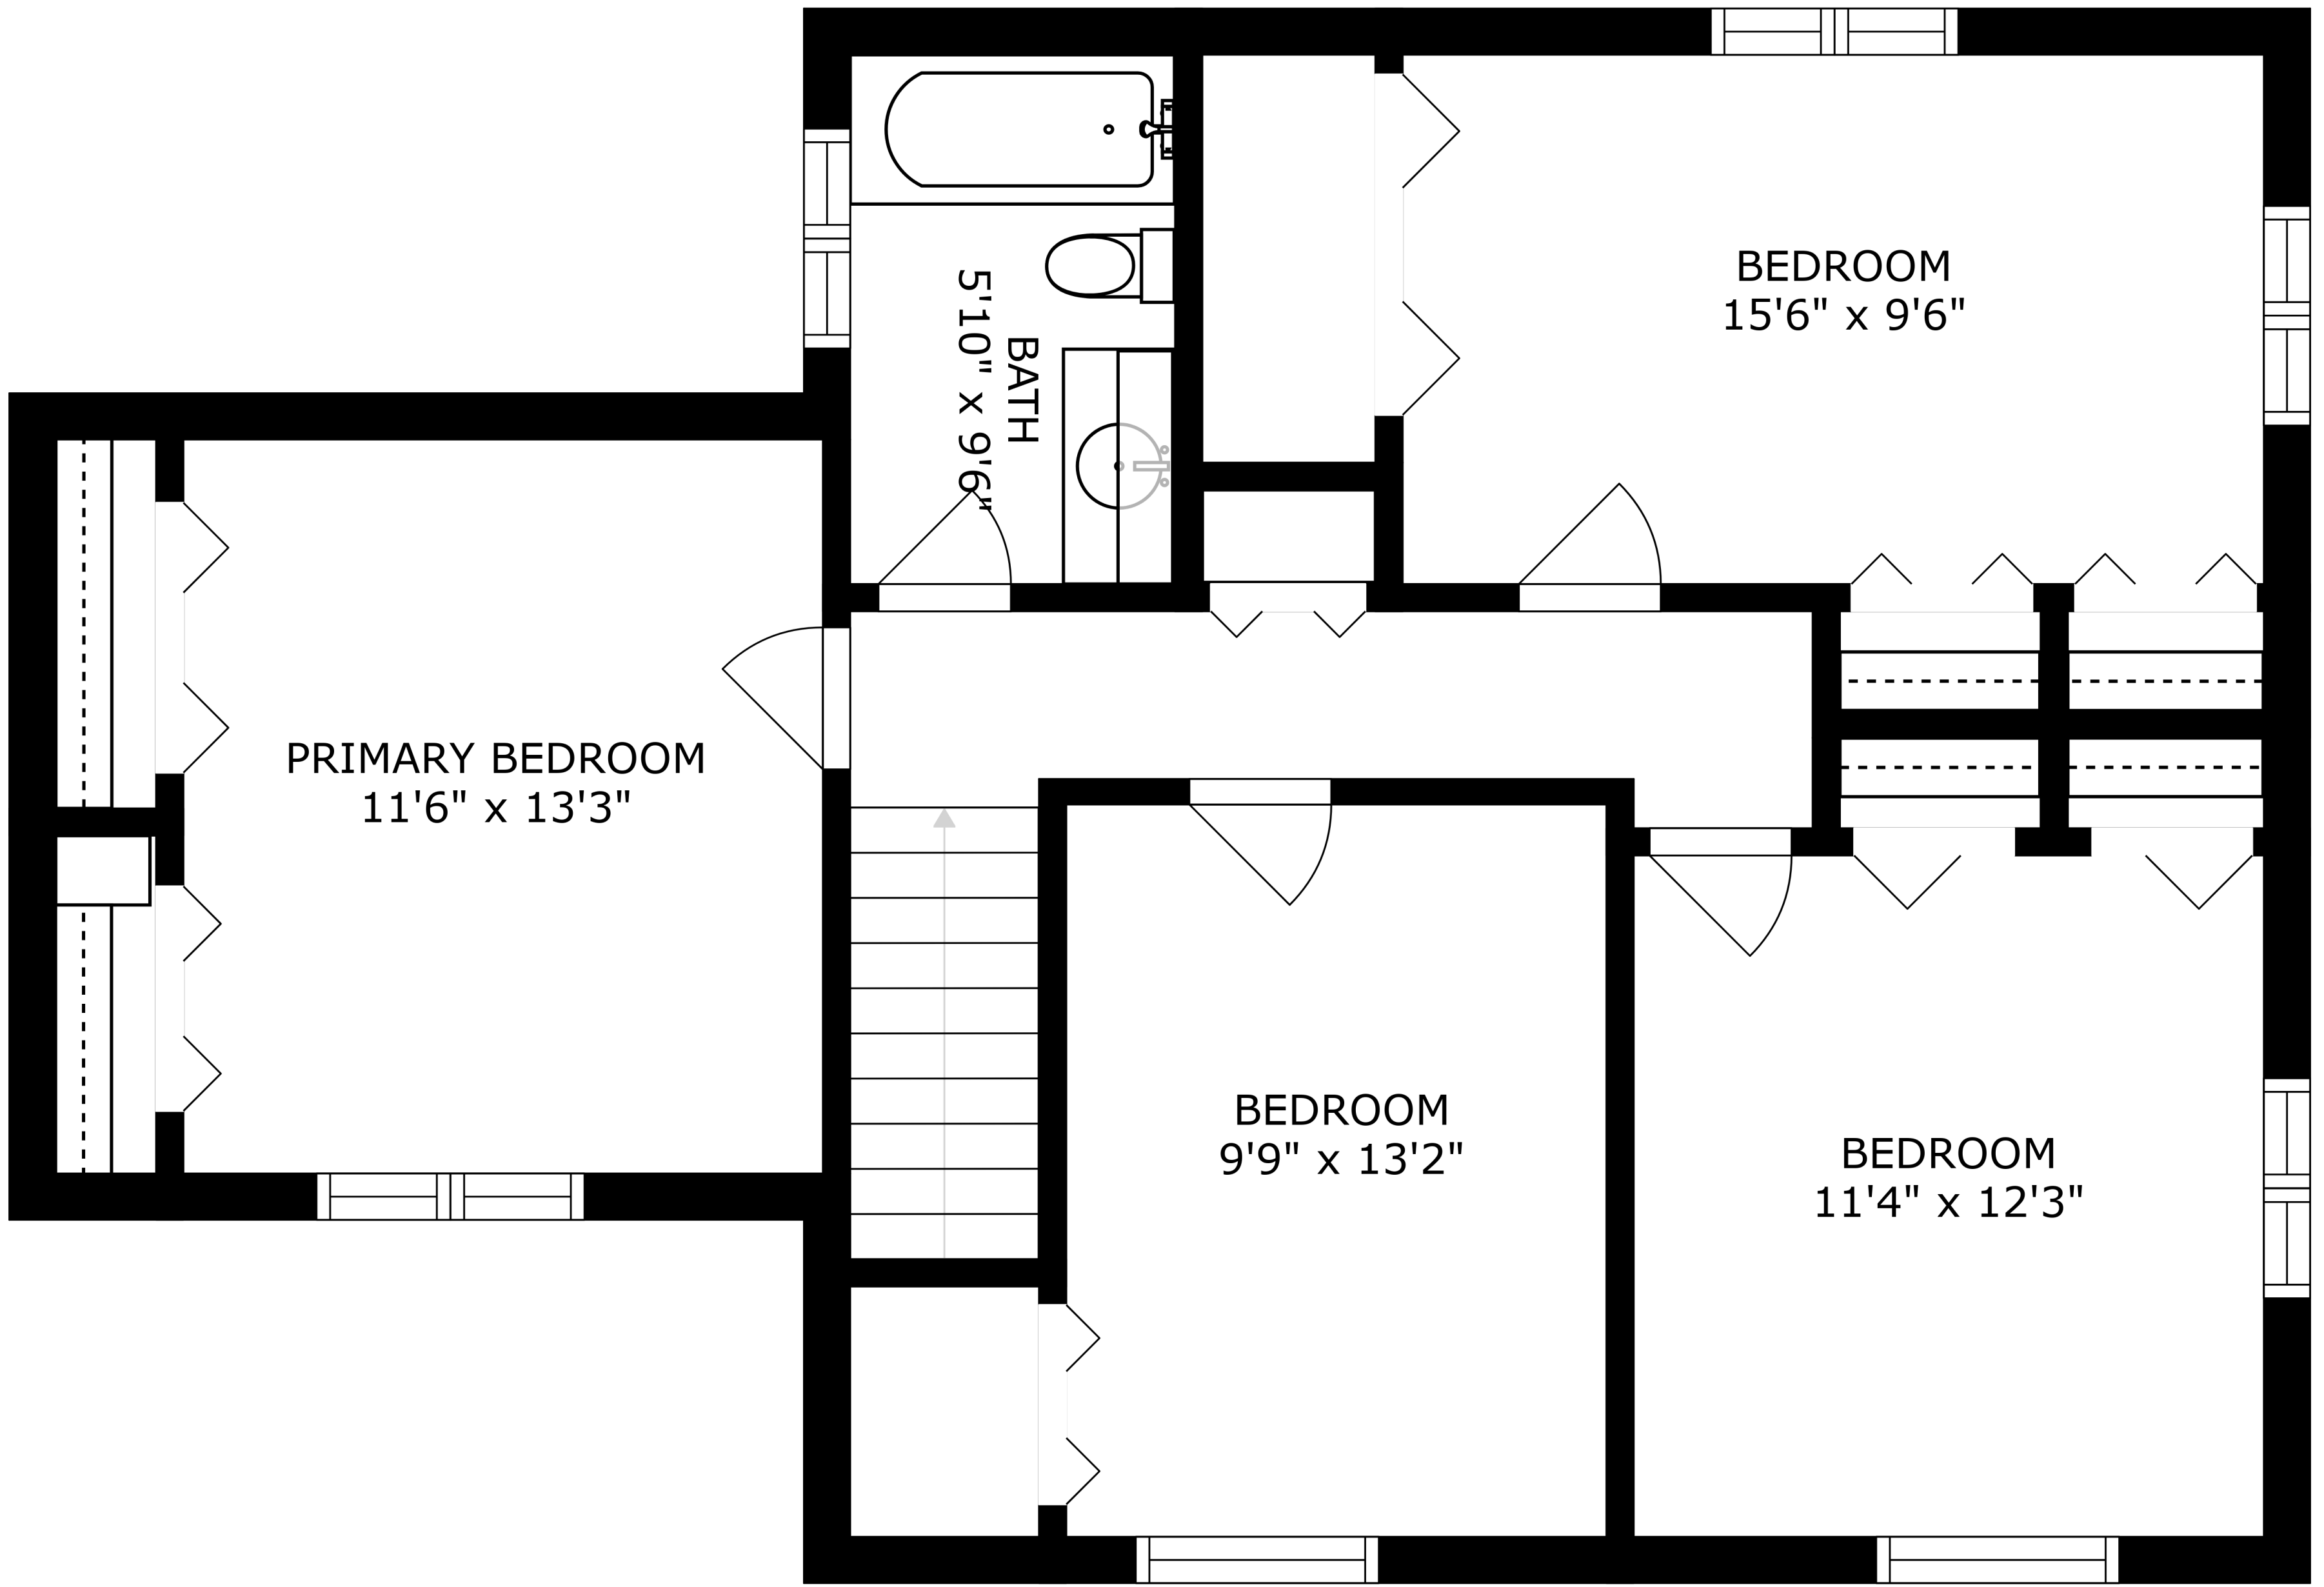 BEDROOM
15'6" x 9'6"
BATH
5'10" x 9'6"
PRIMARY BEDROOM
11'6" x 13'3"
BEDROOM
9'9" x 13'2"
BEDROOM
11'4" x 12'3"